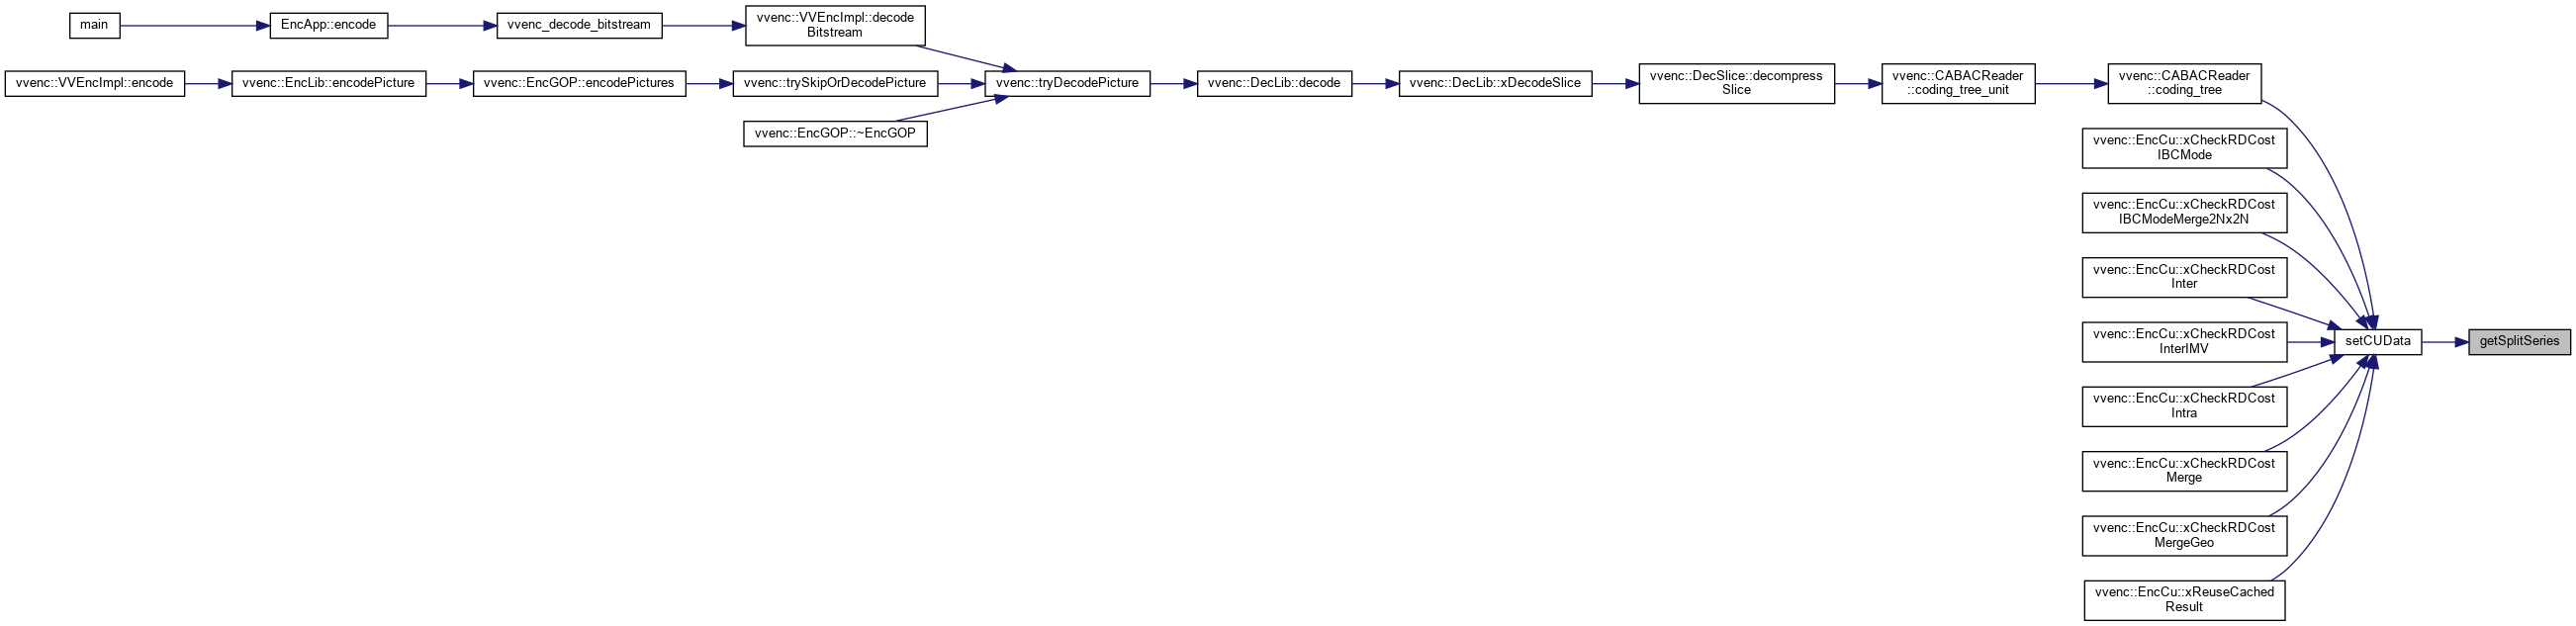 main
EncApp::encode
vvenc_decode_bitstream
vvenc::VVEncImpl::decode
Bitstream
vvenc::VVEncImpl::encode
vvenc::EncLib::encodePicture
vvenc::EncGOP::encodePictures
vvenc::trySkipOrDecodePicture
vvenc::tryDecodePicture
vvenc::DecLib::decode
vvenc::DecLib::xDecodeSlice
vvenc::DecSlice::decompress
Slice
vvenc::CABACReader
::coding_tree_unit
vvenc::CABACReader
::coding_tree
vvenc::EncGOP::~EncGOP
vvenc::EncCu::xCheckRDCost
IBCMode
vvenc::EncCu::xCheckRDCost
IBCModeMerge2Nx2N
vvenc::EncCu::xCheckRDCost
Inter
vvenc::EncCu::xCheckRDCost
InterIMV
setCUData
getSplitSeries
vvenc::EncCu::xCheckRDCost
Intra
vvenc::EncCu::xCheckRDCost
Merge
vvenc::EncCu::xCheckRDCost
MergeGeo
vvenc::EncCu::xReuseCached
Result